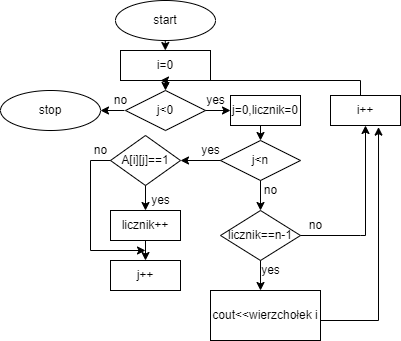 start
i=0
stop
no
j<0
yes
j=0,licznik=0
i++
no
A[i][j]==1
yes
j<n
yes
no
licznik++
licznik==n-1
no
j++
yes
cout<<wierzchołek i